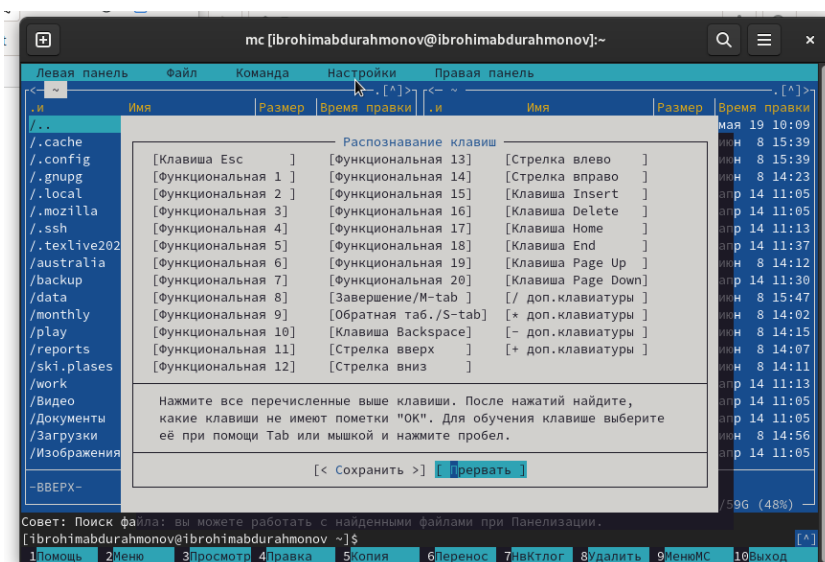 mc [ibrohimabdurahmonov@ibrohimabdurahmonov]:~
Левая панель Файл Команда Настройки Правая панель
<- ~ .[^]> <- ~ .[^]>
.и Имя Размер Время правки .и Имя Размер Время правки
/.. мая 19 10:09
/.cache июн 8 15:39
/.config июн 8 15:39
/.gnupg июн 8 14:23
/.local апр 14 11:05
/.mozilla апр 14 11:05
/.ssh апр 14 11:13
/.texlive202 апр 14 11:37
/australia июн 8 14:12
/backup апр 14 11:30
/data июн 8 15:47
/monthly июн 8 14:02
/play июн 8 14:15
/reports июн 8 14:07
/ski.plases июн 8 14:11
/work апр 14 11:13
/Видео апр 14 11:05
/Документы апр 14 11:05
/Загрузки июн 8 14:56
/Изображения апр 14 11:05
-ВВЕРХ-
/59G (48%)
Распознавание клавиш
[Клавиша Esc ] [Функциональная 13] [Стрелка влево ]
[Функциональная 1 ] [Функциональная 14] [Стрелка вправо ]
[Функциональная 2 ] [Функциональная 15] [Клавиша Insert ]
[Функциональная 3] [Функциональная 16] [Клавиша Delete ]
[Функциональная 4] [Функциональная 17] [Клавиша Home ]
[Функциональная 5] [Функциональная 18] [Клавиша End ]
[Функциональная 6] [Функциональная 19] [Клавиша Page Up ]
[Функциональная 7] [Функциональная 20] [Клавиша Page Down]
[Функциональная 8] [Завершение/M-tab ] [/ доп.клавиатуры ]
[Функциональная 9] [Обратная таб./S-tab] [* доп.клавиатуры ]
[Функциональная 10] [Клавиша Backspace] [- доп.клавиатуры ]
[Функциональная 11] [Стрелка вверх ] [+ доп.клавиатуры ]
[Функциональная 12] [Стрелка вниз ]
Нажмите все перечисленные выше клавиши. После нажатий найдите,
какие клавиши не имеют пометки "OK". Для обучения клавише выберите
её при помощи Tab или мышкой и нажмите пробел.
[< Сохранить >] [ Прервать ]
Совет: Поиск файла: вы можете работать с найденными файлами при Панелизации.
[ibrohimabdurahmonov@ibrohimabdurahmonov ~]$ [^]
1Помощь 2Меню 3Просмотр 4Правка 5Копия 6Перенос 7НвКтлог 8Удалить 9МенюMC 10Выход